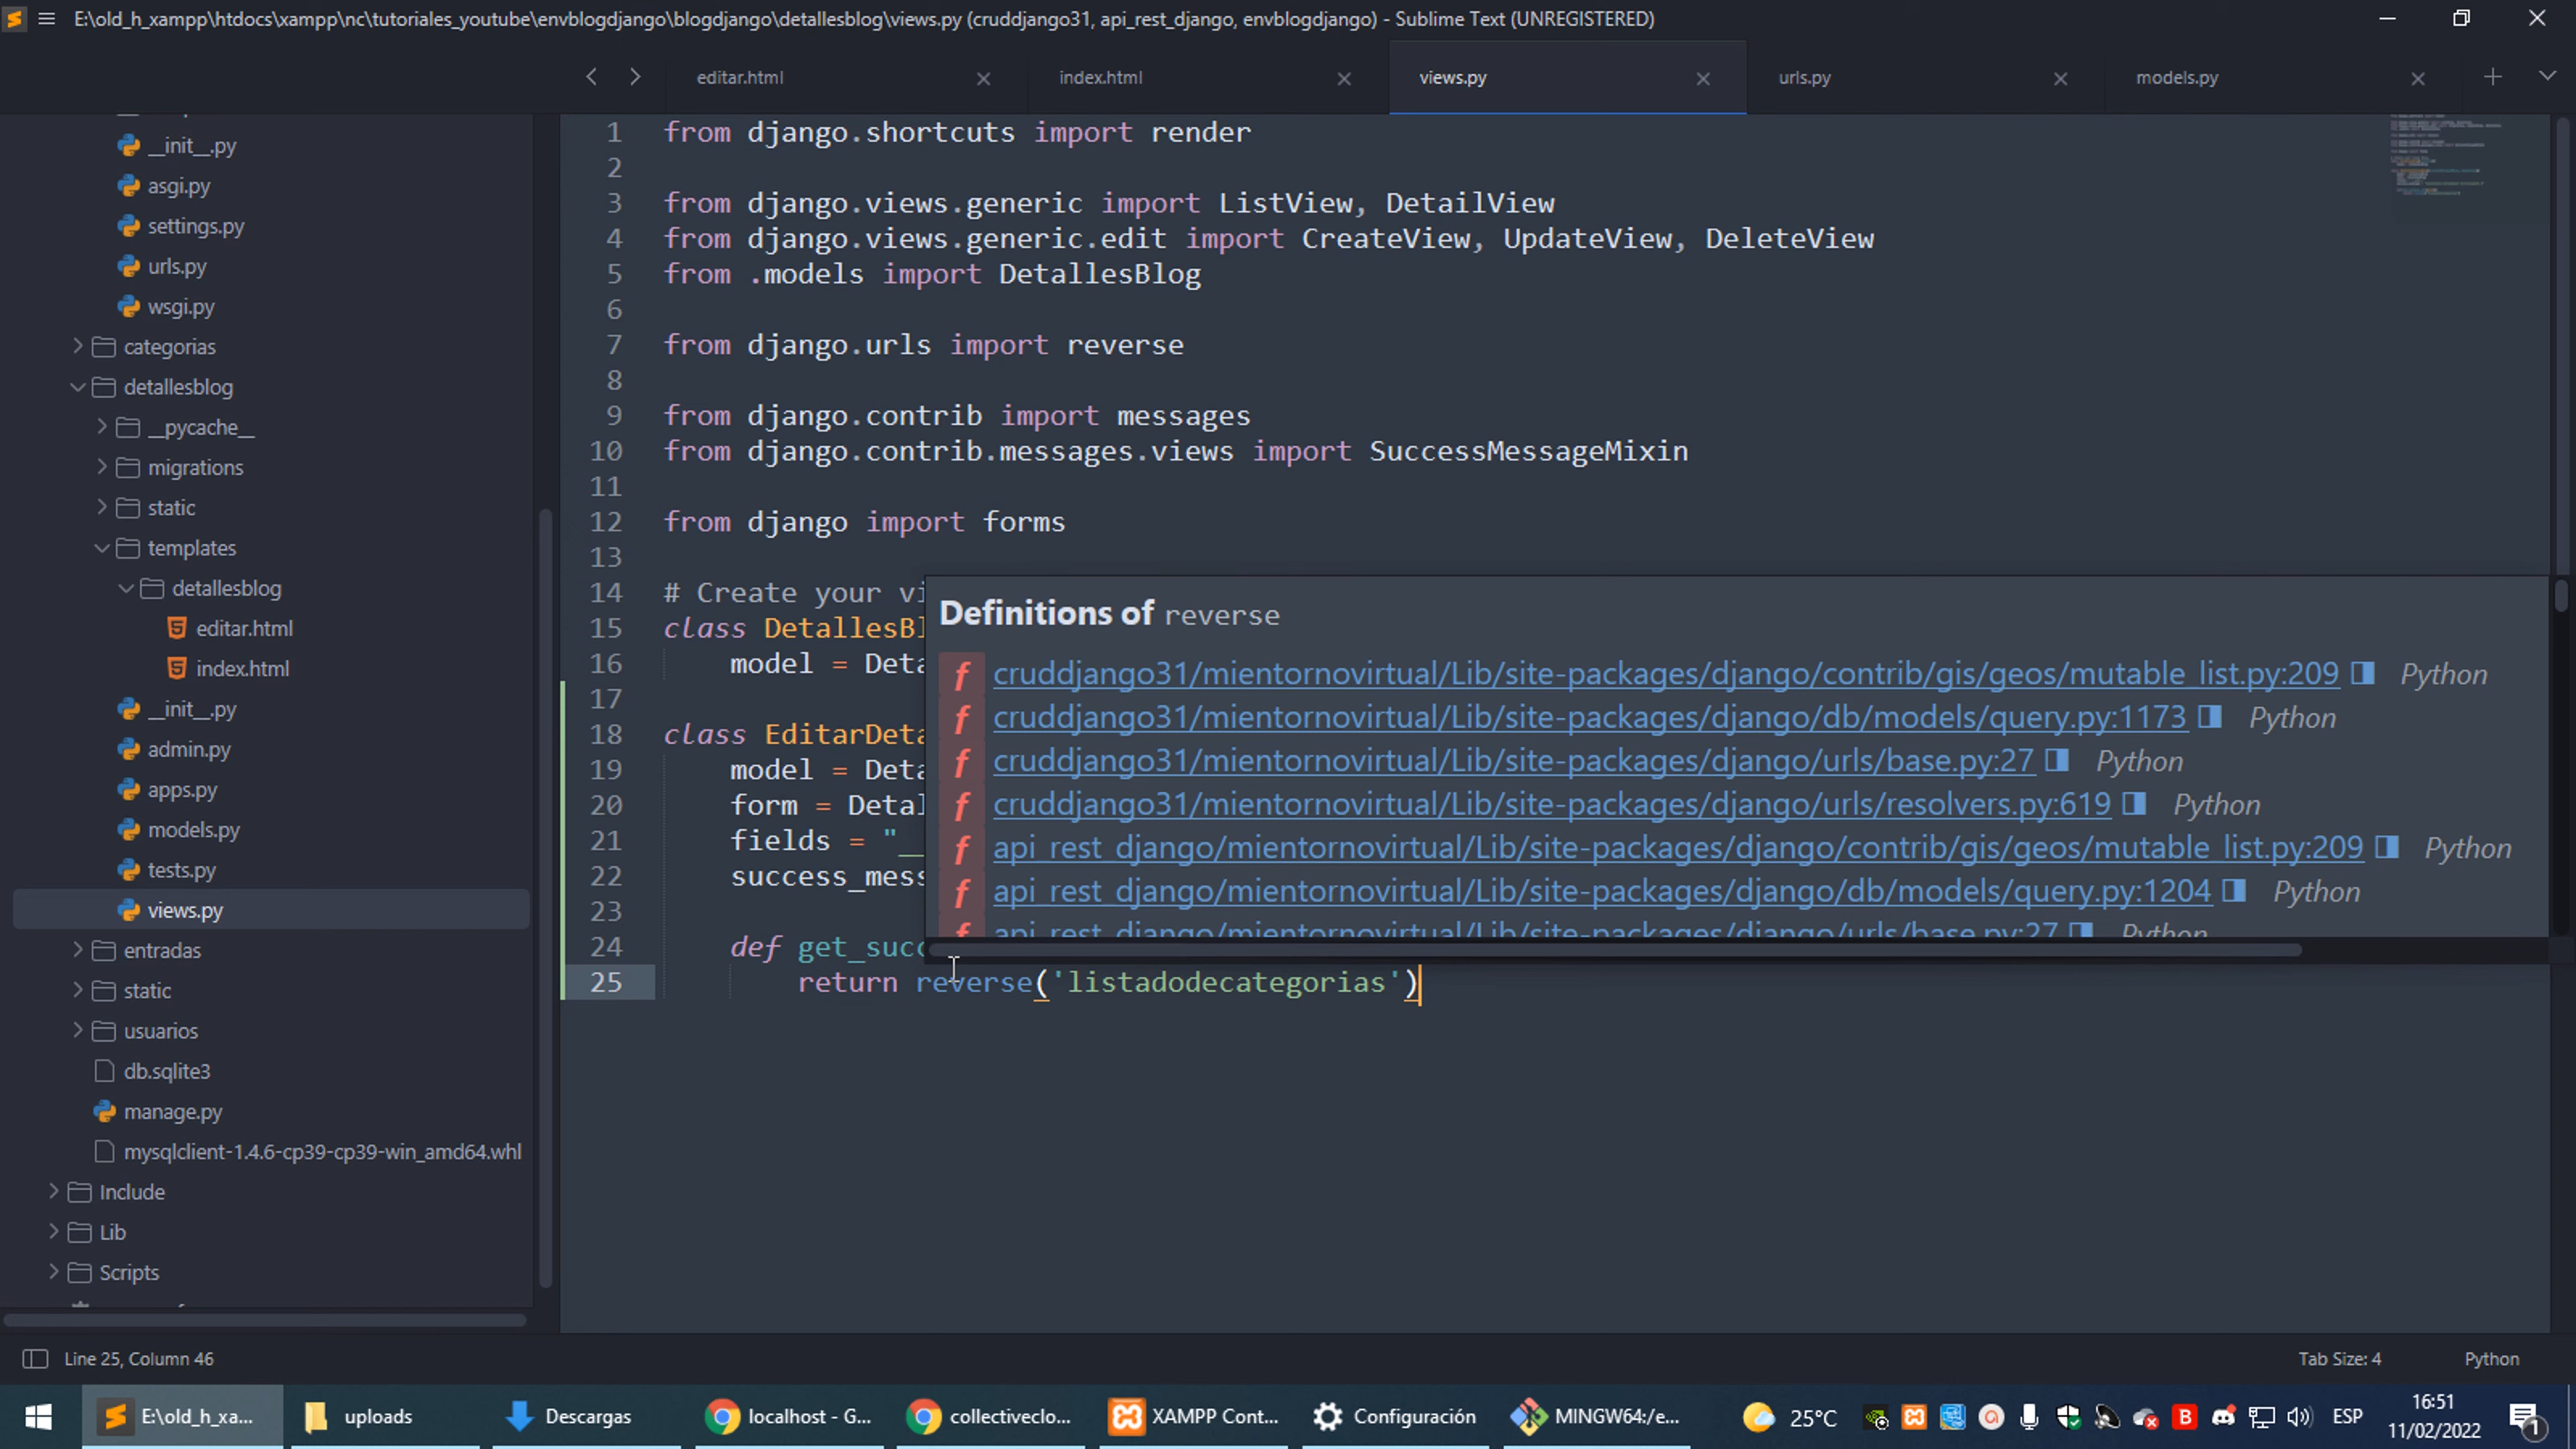 E:\old_h_xampp\htdocs\xampp\nc\tutoriales_youtube\envblogdjango\blogdjango\detallesblog\views.py (cruddjango31, api_rest_django, envblogdjango) - Sublime Text (UNREGISTERED)
editar.html
index.html
views.py
urls.py
models.py
__init__.py
asgi.py
settings.py
urls.py
wsgi.py
categorias
detallesblog
__pycache__
migrations
static
templates
detallesblog
editar.html
index.html
__init__.py
admin.py
apps.py
models.py
tests.py
views.py
entradas
static
usuarios
db.sqlite3
manage.py
mysqlclient-1.4.6-cp39-cp39-win_amd64.whl
Include
Lib
Scripts
1 from django.shortcuts import render
2
3 from django.views.generic import ListView, DetailView
4 from django.views.generic.edit import CreateView, UpdateView, DeleteView
5 from .models import DetallesBlog
6
7 from django.urls import reverse
8
9 from django.contrib import messages
10 from django.contrib.messages.views import SuccessMessageMixin
11
12 from django import forms
13
14 # Create your vi
15 class DetallesBl
16 model = Deta
17
18 class EditarDeta
19 model = Deta
20 form = Detal
21 fields = "__
22 success_mess
23
24 def get_succ
25 return reverse('listadodecategorias')
Definitions of reverse
f cruddjango31/mientornovirtual/Lib/site-packages/django/contrib/gis/geos/mutable_list.py:209 Python
f cruddjango31/mientornovirtual/Lib/site-packages/django/db/models/query.py:1173 Python
f cruddjango31/mientornovirtual/Lib/site-packages/django/urls/base.py:27 Python
f cruddjango31/mientornovirtual/Lib/site-packages/django/urls/resolvers.py:619 Python
f api_rest_django/mientornovirtual/Lib/site-packages/django/contrib/gis/geos/mutable_list.py:209 Python
f api_rest_django/mientornovirtual/Lib/site-packages/django/db/models/query.py:1204 Python
f api_rest_django/mientornovirtual/Lib/site-packages/django/urls/base.py:27 Python
Line 25, Column 46
Tab Size: 4
Python
E:\old_h_xa...
uploads
Descargas
localhost - G...
collectiveclo...
XAMPP Cont...
Configuración
MINGW64:/e...
25°C
ESP
16:51
11/02/2022
1